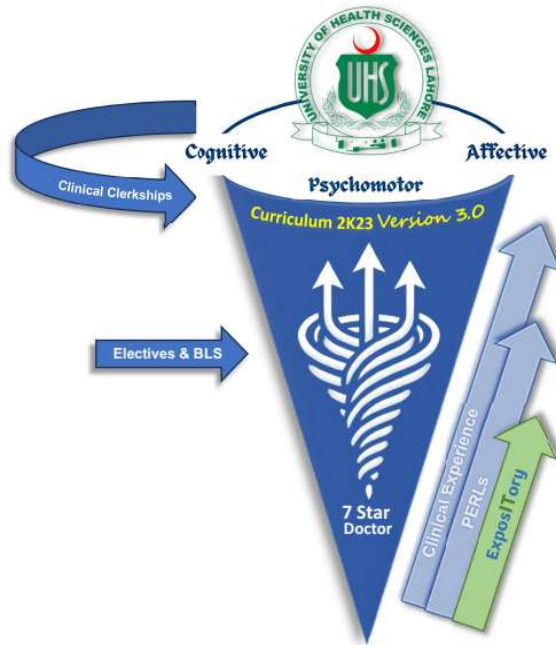 UNIVERSITY OF HEALTH SCIENCES LAHORE
UHS
Cognitive
Affective
Psychomotor
Clinical Clerkships
Curriculum 2K23 Version 3.0
Electives & BLS
7 Star
Doctor
Clinical Experience
PERLs
ExposITory